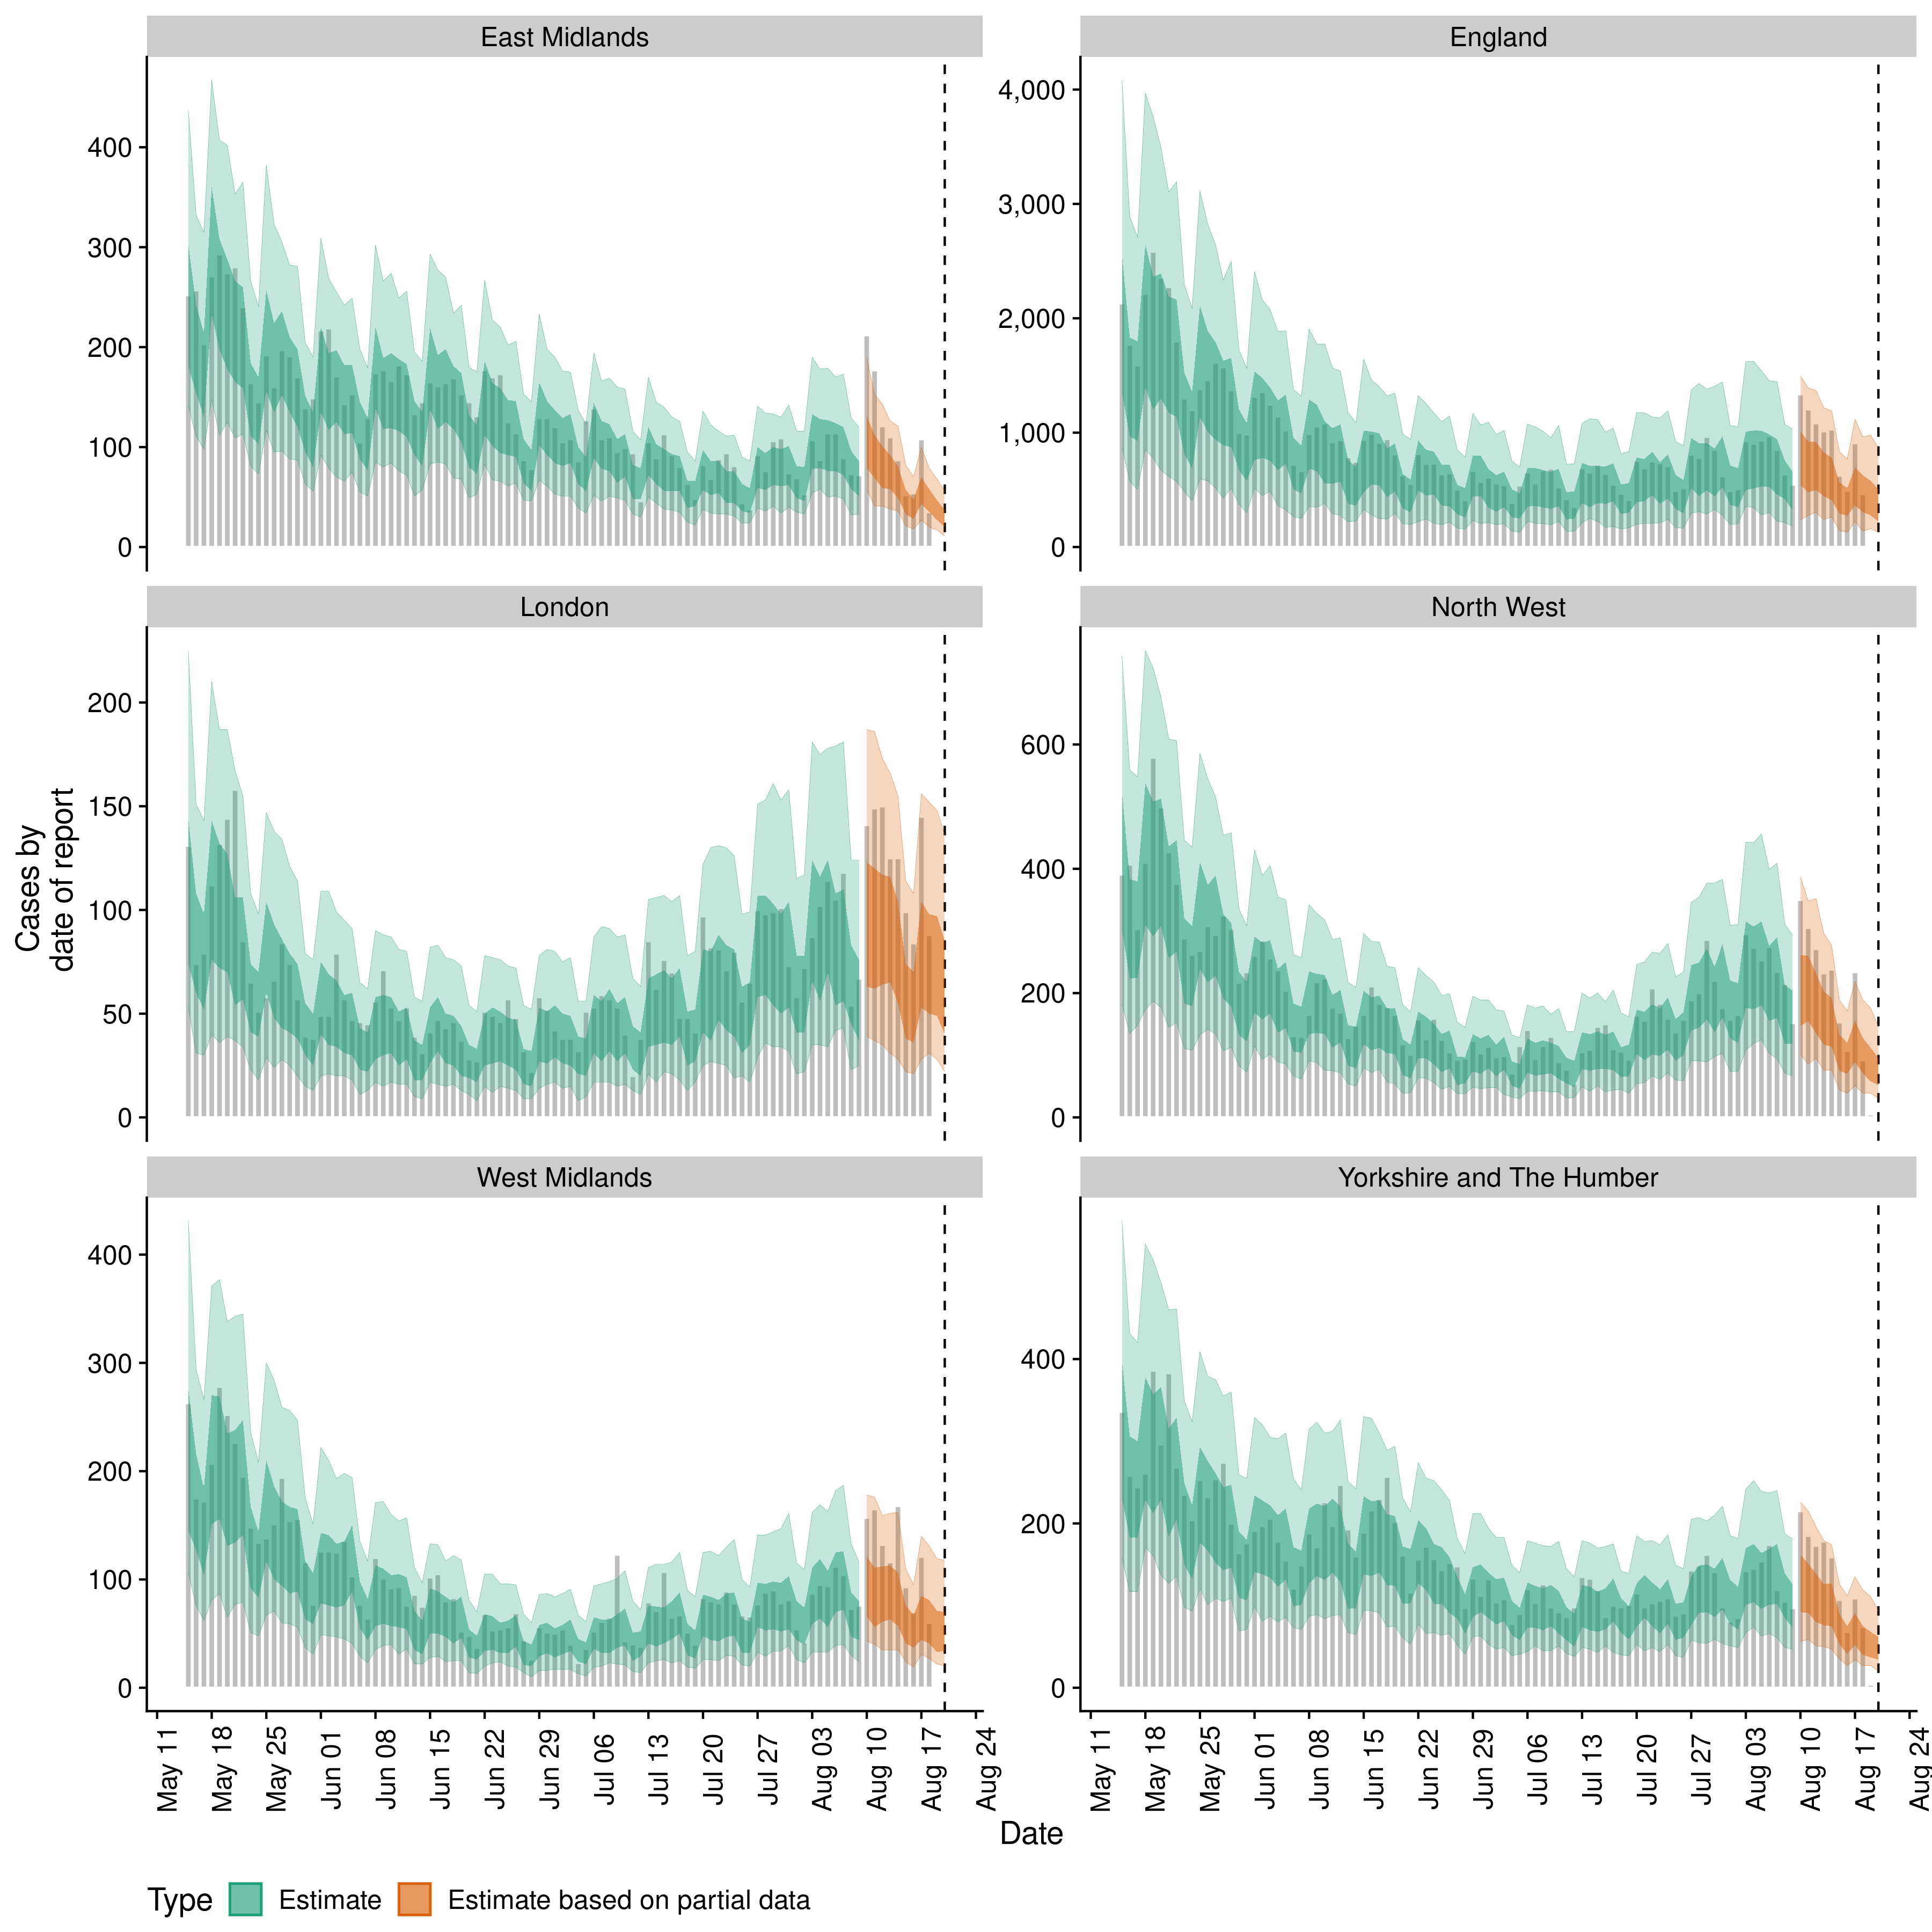 East Midlands
England
400
300
200
100
0
4,000
3,000
2,000
1,000
0
London
North West
200
150
100
50
0
600
400
200
0
West Midlands
Yorkshire and The Humber
400
300
200
100
0
400
200
0
Cases by
date of report
May 11 May 18 May 25 Jun 01 Jun 08 Jun 15 Jun 22 Jun 29 Jul 06 Jul 13 Jul 20 Jul 27 Aug 03 Aug 10 Aug 17 Aug 24
May 11 May 18 May 25 Jun 01 Jun 08 Jun 15 Jun 22 Jun 29 Jul 06 Jul 13 Jul 20 Jul 27 Aug 03 Aug 10 Aug 17 Aug 24
Date
Type Estimate Estimate based on partial data